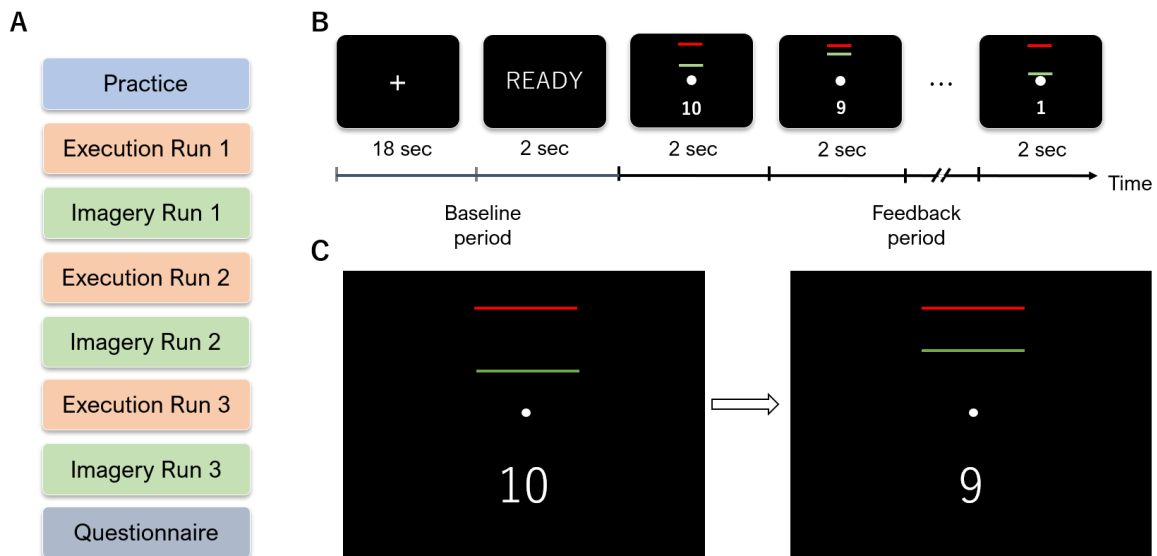 A
Practice
Execution Run 1
Imagery Run 1
Execution Run 2
Imagery Run 2
Execution Run 3
Imagery Run 3
Questionnaire
B
+
READY
10
9
...
1
18 sec
2 sec
2 sec
2 sec
2 sec
Time
Baseline
period
Feedback
period
C
10
9